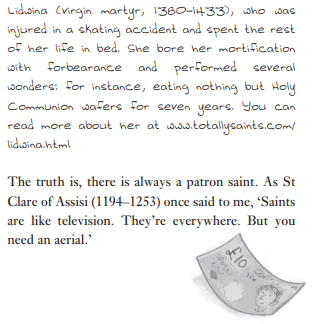 Lidwina (virgin martyr, 1380–1433), who was
injured in a skating accident and spent the rest
of her life in bed. She bore her mortification
with forbearance and performed several
wonders: for instance, eating nothing but Holy
Communion wafers for seven years. You can
read more about her at www.totallysaints.com/
lidwina.html
The truth is, there is always a patron saint. As St
Clare of Assisi (1194–1253) once said to me, ‘Saints
are like television. They’re everywhere. But you
need an aerial.’
£10